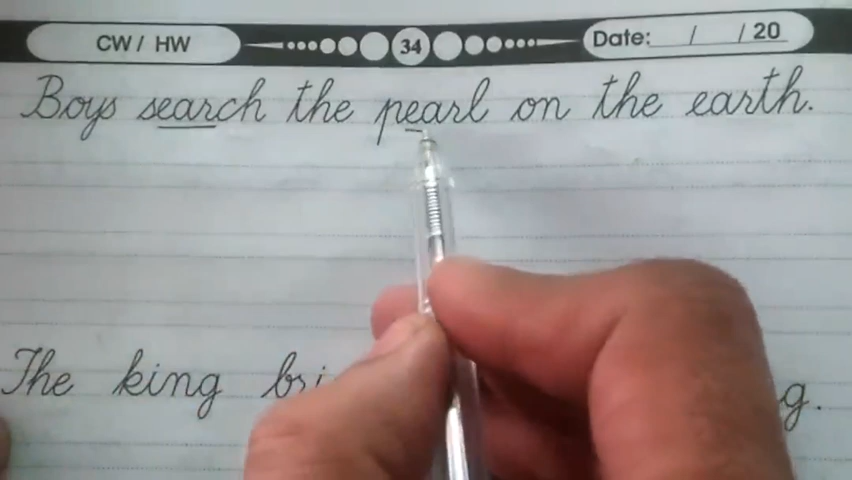 CW / HW 34 Date: / / 20
Boys search the pearl on the earth.
The king